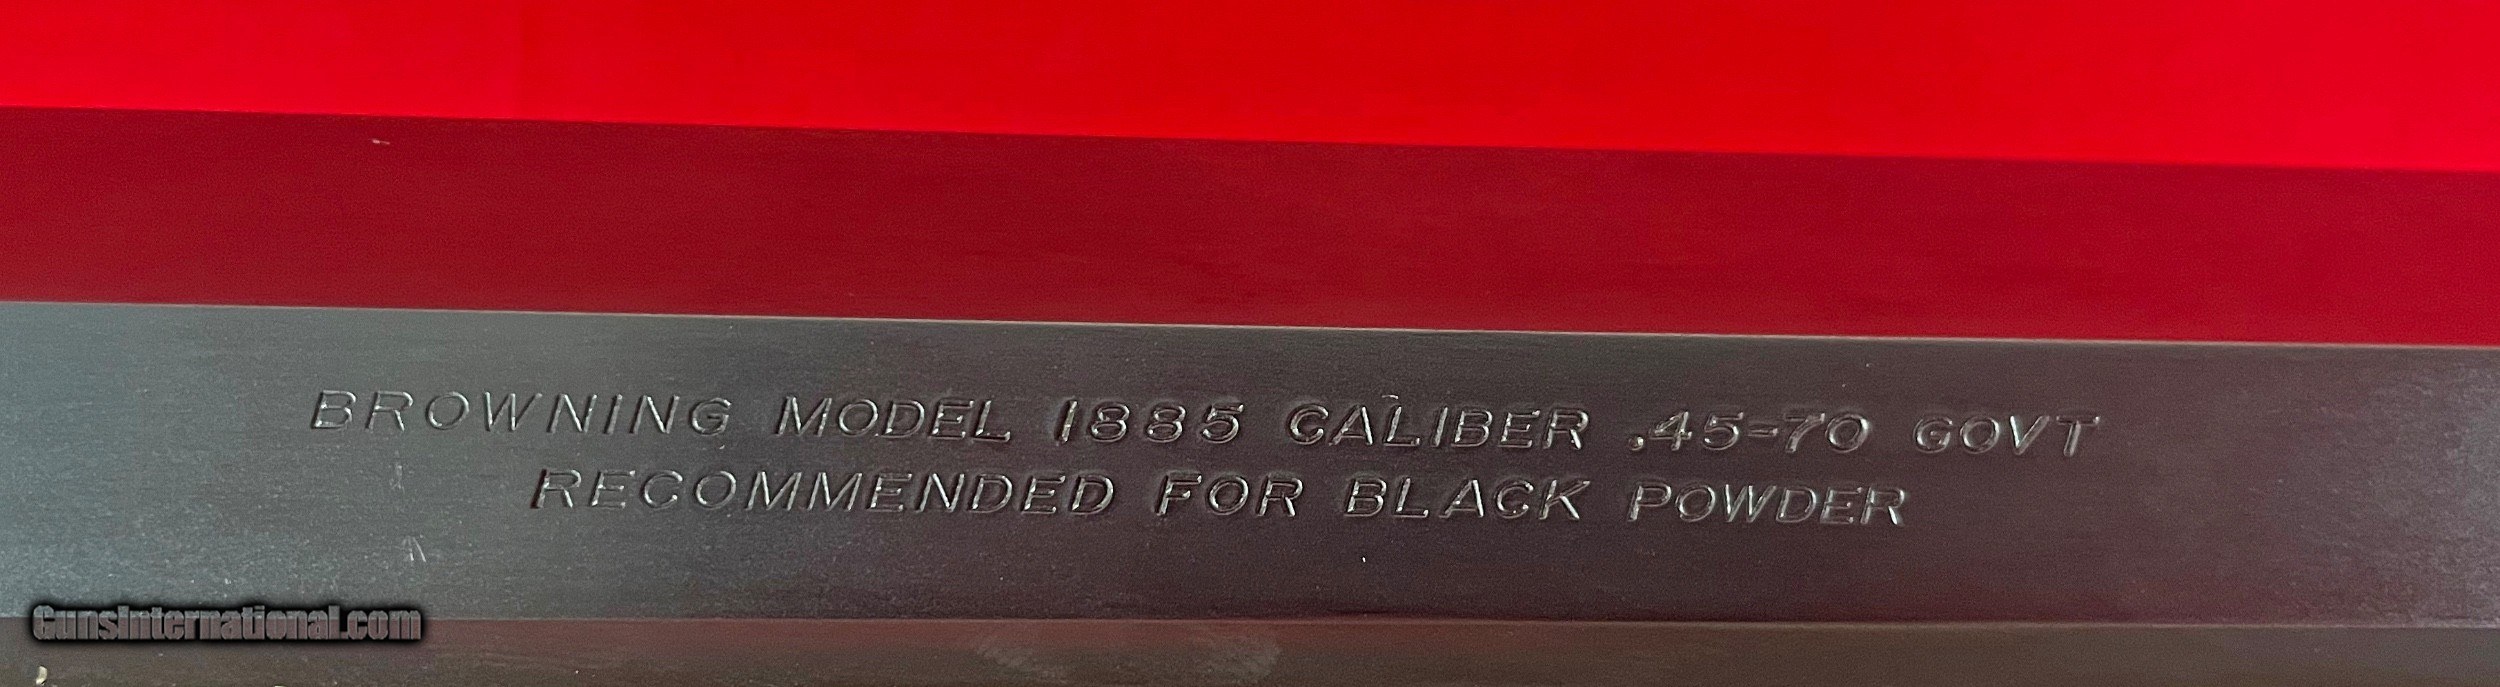 BROWNING MODEL 1885 CALIBER .45-70 GOVT
RECOMMENDED FOR BLACK POWDER
GunsInternational.com